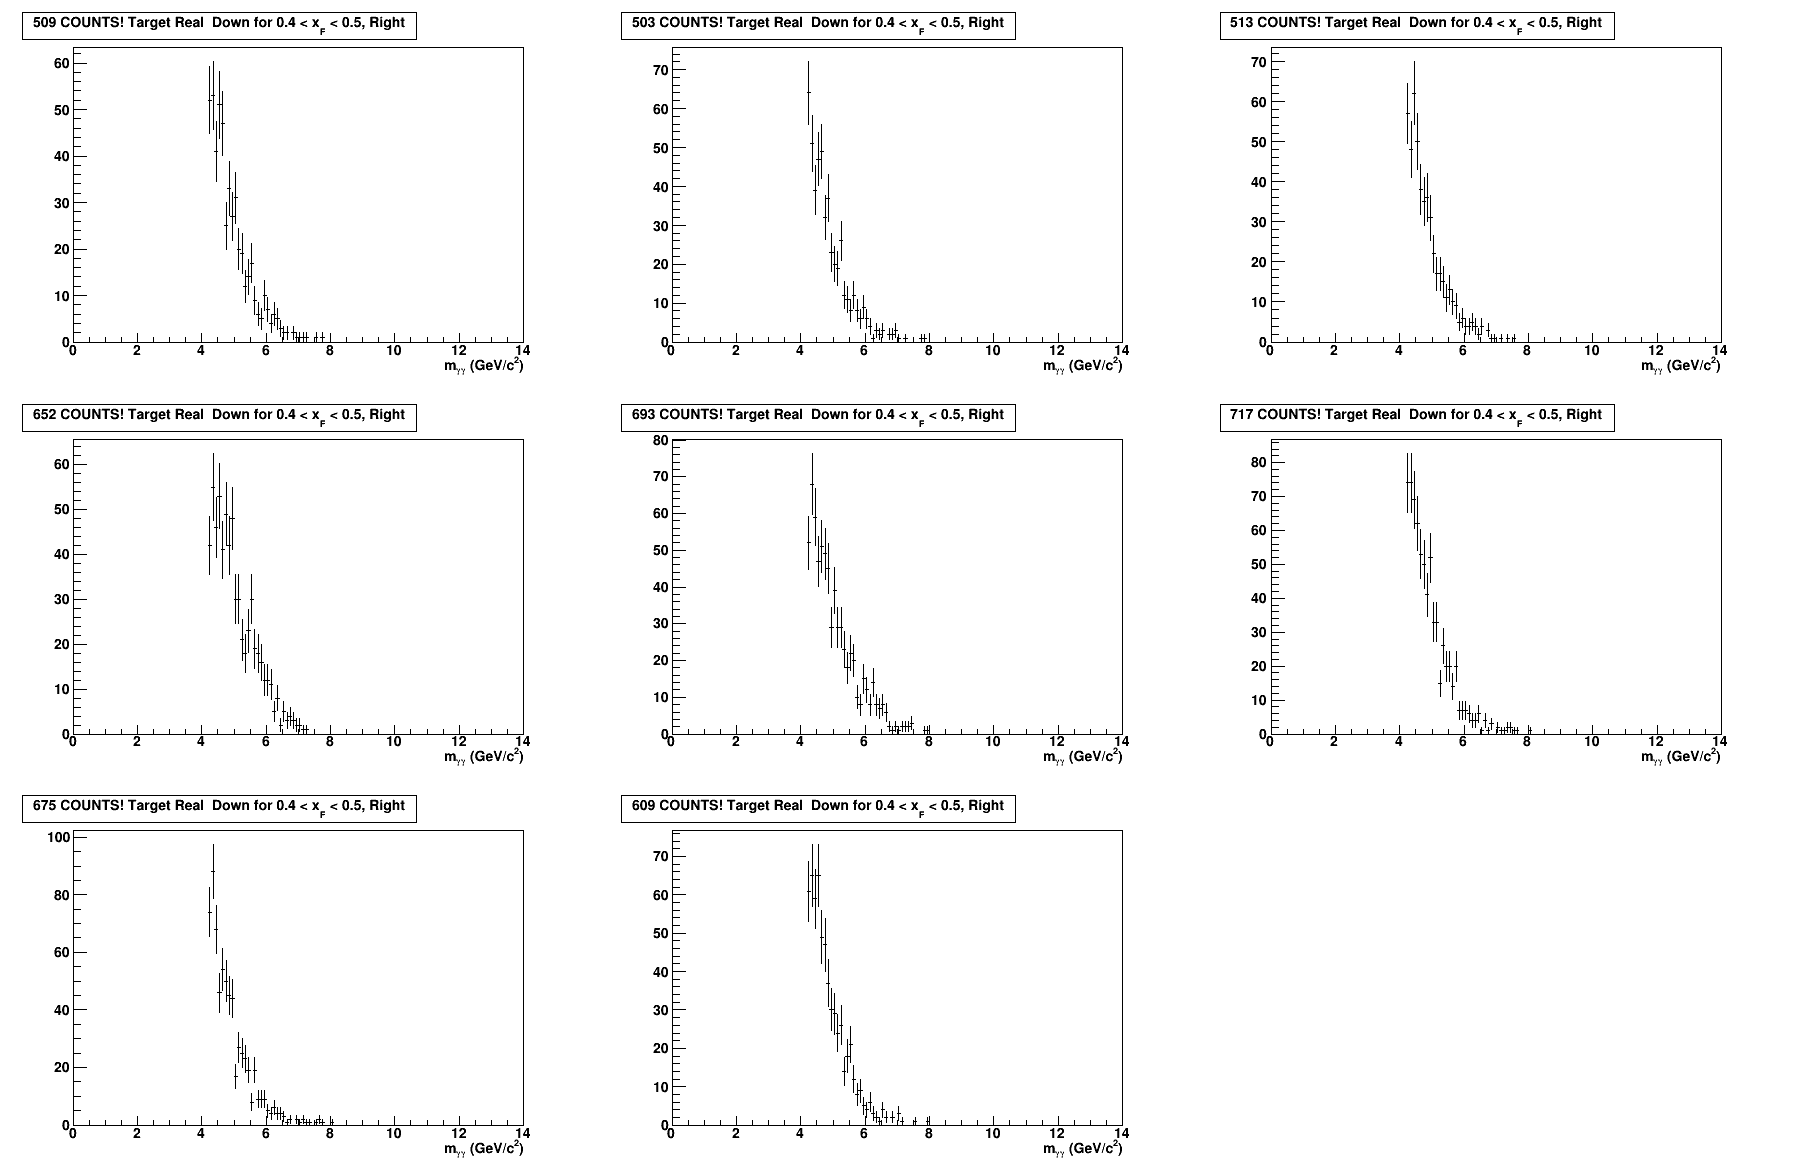 509 COUNTS! Target Real Down for 0.4 < x_F < 0.5, Right
60
50
40
30
20
10
0
0 2 4 6 8 10 12 14
m_γγ (GeV/c²)
503 COUNTS! Target Real Down for 0.4 < x_F < 0.5, Right
70
60
50
40
30
20
10
0
0 2 4 6 8 10 12 14
m_γγ (GeV/c²)
513 COUNTS! Target Real Down for 0.4 < x_F < 0.5, Right
70
60
50
40
30
20
10
0
0 2 4 6 8 10 12 14
m_γγ (GeV/c²)
652 COUNTS! Target Real Down for 0.4 < x_F < 0.5, Right
60
50
40
30
20
10
0
0 2 4 6 8 10 12 14
m_γγ (GeV/c²)
693 COUNTS! Target Real Down for 0.4 < x_F < 0.5, Right
80
70
60
50
40
30
20
10
0
0 2 4 6 8 10 12 14
m_γγ (GeV/c²)
717 COUNTS! Target Real Down for 0.4 < x_F < 0.5, Right
80
70
60
50
40
30
20
10
0
0 2 4 6 8 10 12 14
m_γγ (GeV/c²)
675 COUNTS! Target Real Down for 0.4 < x_F < 0.5, Right
100
80
60
40
20
0
0 2 4 6 8 10 12 14
m_γγ (GeV/c²)
609 COUNTS! Target Real Down for 0.4 < x_F < 0.5, Right
70
60
50
40
30
20
10
0
0 2 4 6 8 10 12 14
m_γγ (GeV/c²)